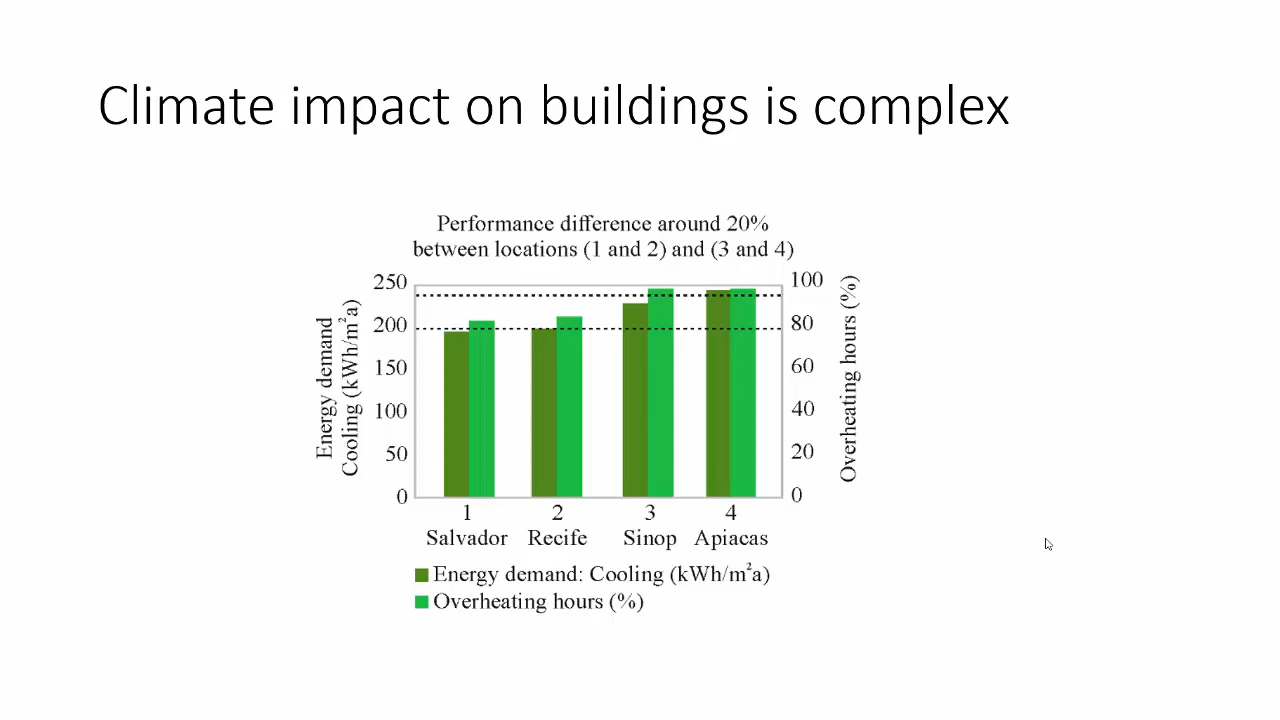 Climate impact on buildings is complex
Performance difference around 20%
between locations (1 and 2) and (3 and 4)
Energy demand
Cooling (kWh/m²a)
250
200
150
100
50
0
100
80
60
40
20
0
Overheating hours (%)
1 2 3 4
Salvador Recife Sinop Apiacas
Energy demand: Cooling (kWh/m²a)
Overheating hours (%)